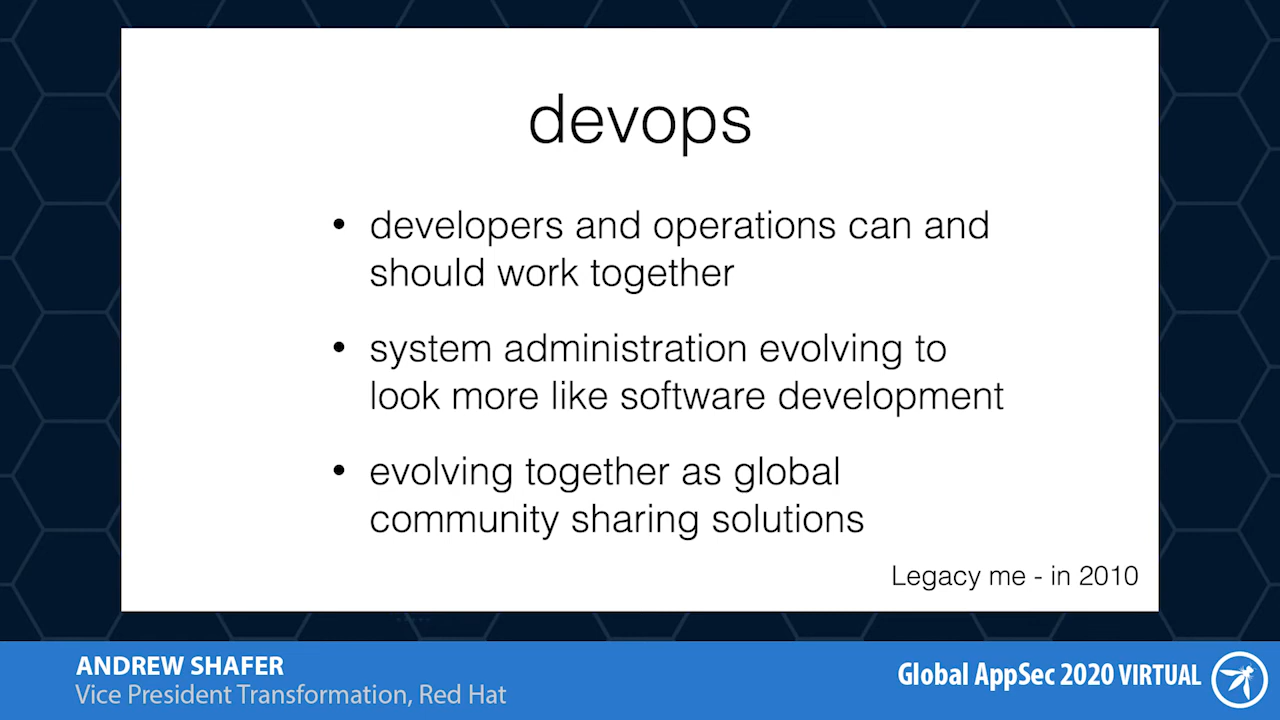 devops
• developers and operations can and
should work together
• system administration evolving to
look more like software development
• evolving together as global
community sharing solutions
Legacy me - in 2010
ANDREW SHAFER
Vice President Transformation, Red Hat
Global AppSec 2020 VIRTUAL